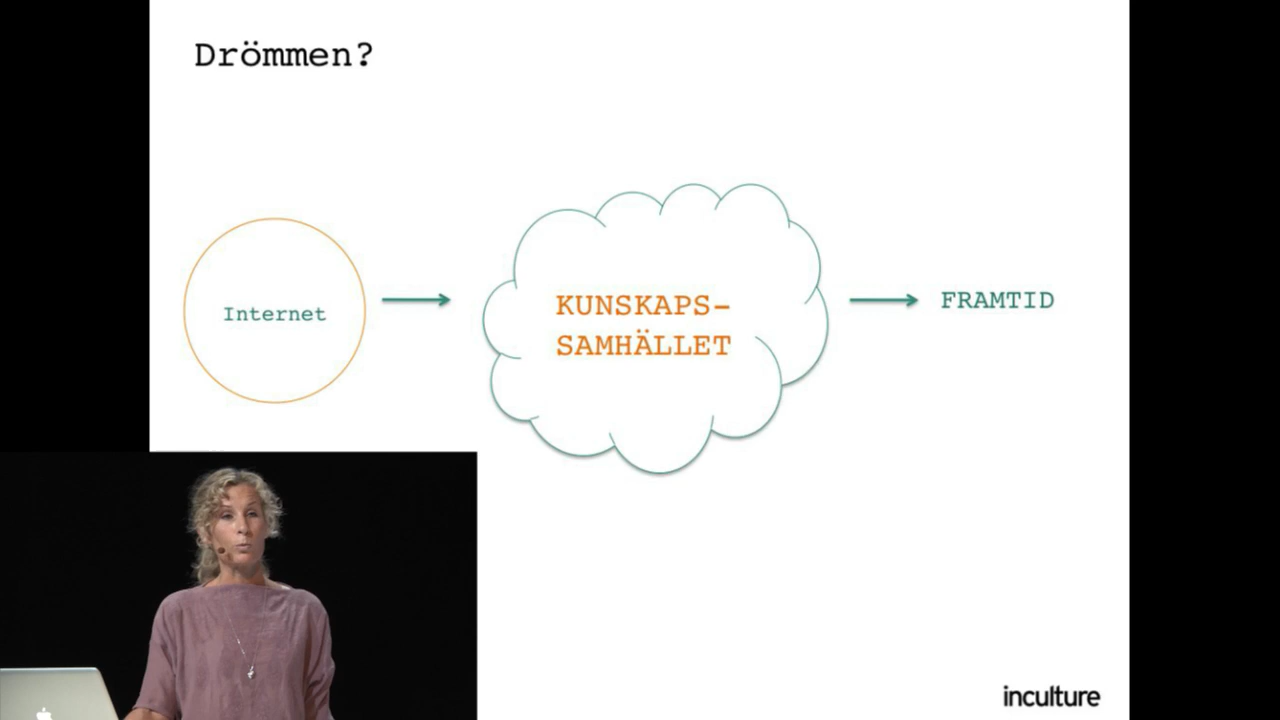 Drömmen?
Internet
KUNSKAPS-
SAMHÄLLET
FRAMTID
inculture